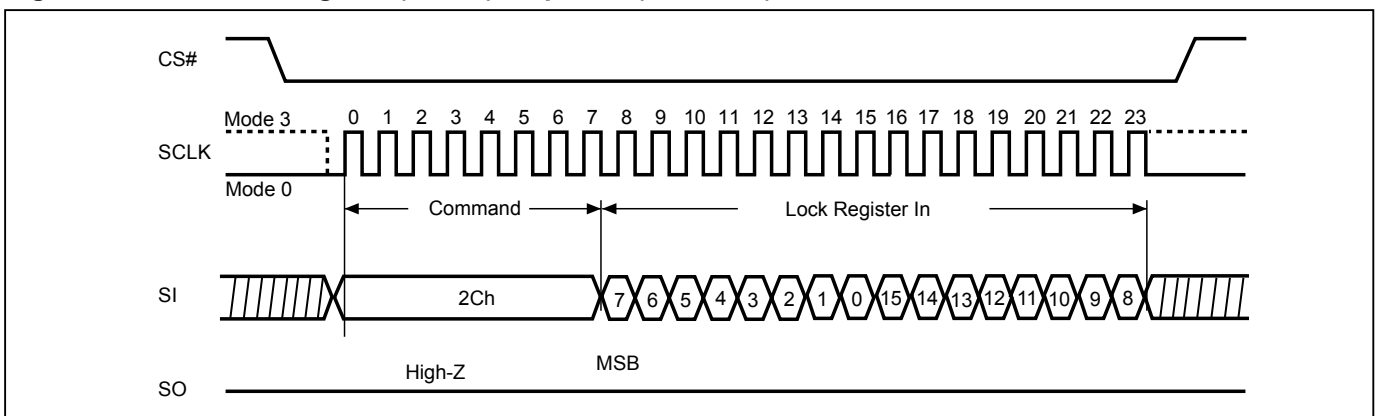 CS#
Mode 3 0 1 2 3 4 5 6 7 8 9 10 11 12 13 14 15 16 17 18 19 20 21 22 23
SCLK
Mode 0
Command Lock Register In
SI 2Ch 7 6 5 4 3 2 1 0 15 14 13 12 11 10 9 8
High-Z MSB
SO